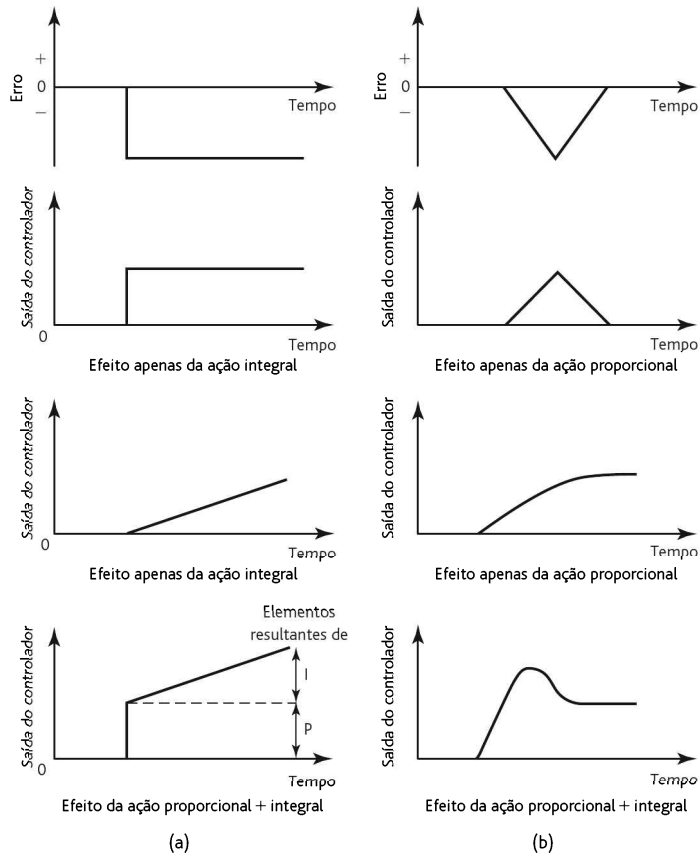 Erro
+
0
−
Tempo
Saída do controlador
0
Tempo
Efeito apenas da ação integral
Saída do controlador
0
Tempo
Efeito apenas da ação integral
Elementos
resultantes de
I
P
Saída do controlador
0
Tempo
Efeito da ação proporcional + integral
(a)
Erro
+
0
−
Tempo
Saída do controlador
Tempo
Efeito apenas da ação proporcional
Saída do controlador
Tempo
Efeito apenas da ação proporcional
Saída do controlador
Tempo
Efeito da ação proporcional + integral
(b)